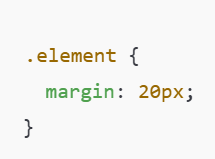 .element {
  margin: 20px;
}